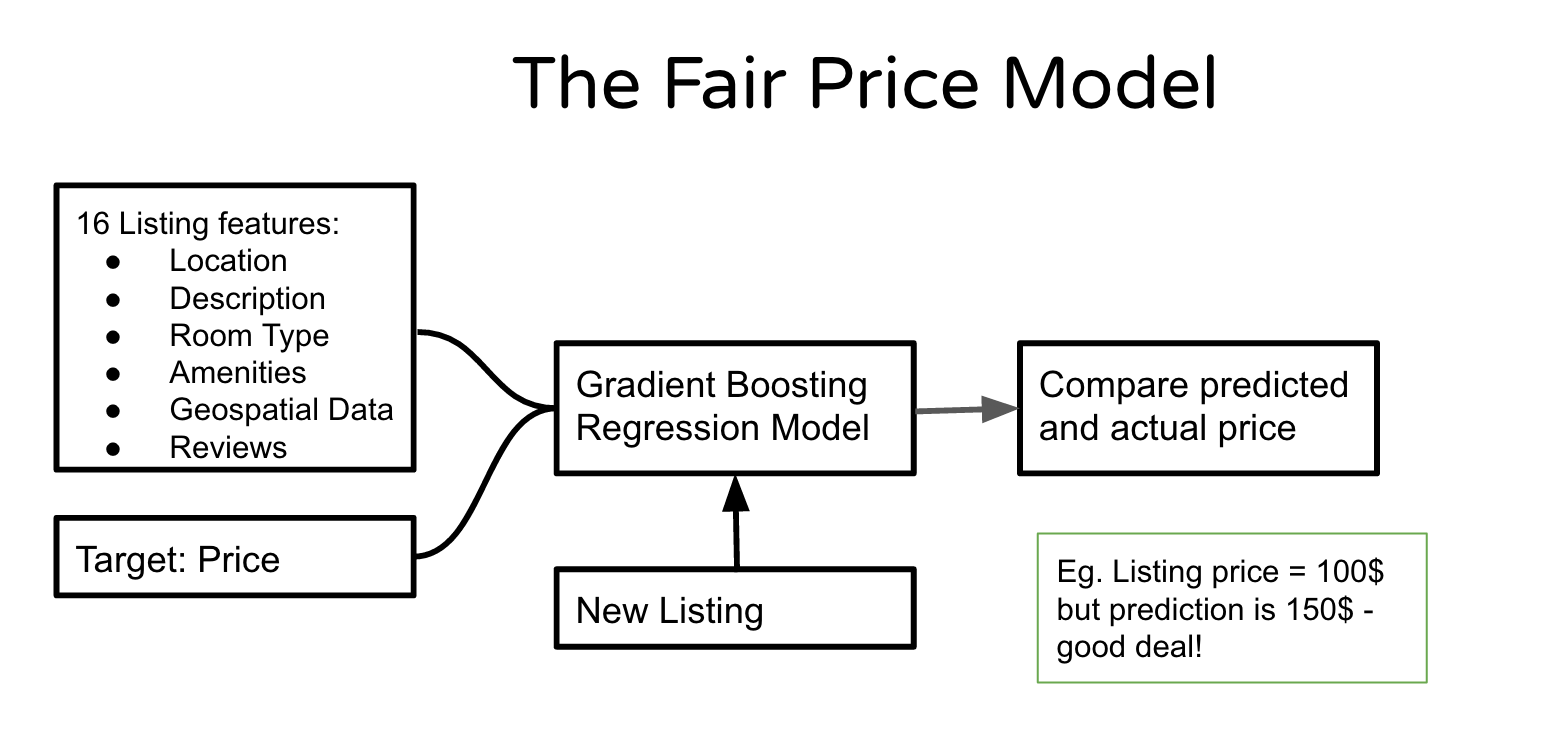 The Fair Price Model
16 Listing features:
● Location
● Description
● Room Type
● Amenities
● Geospatial Data
● Reviews
Target: Price
Gradient Boosting
Regression Model
New Listing
Compare predicted
and actual price
Eg. Listing price = 100$
but prediction is 150$ -
good deal!